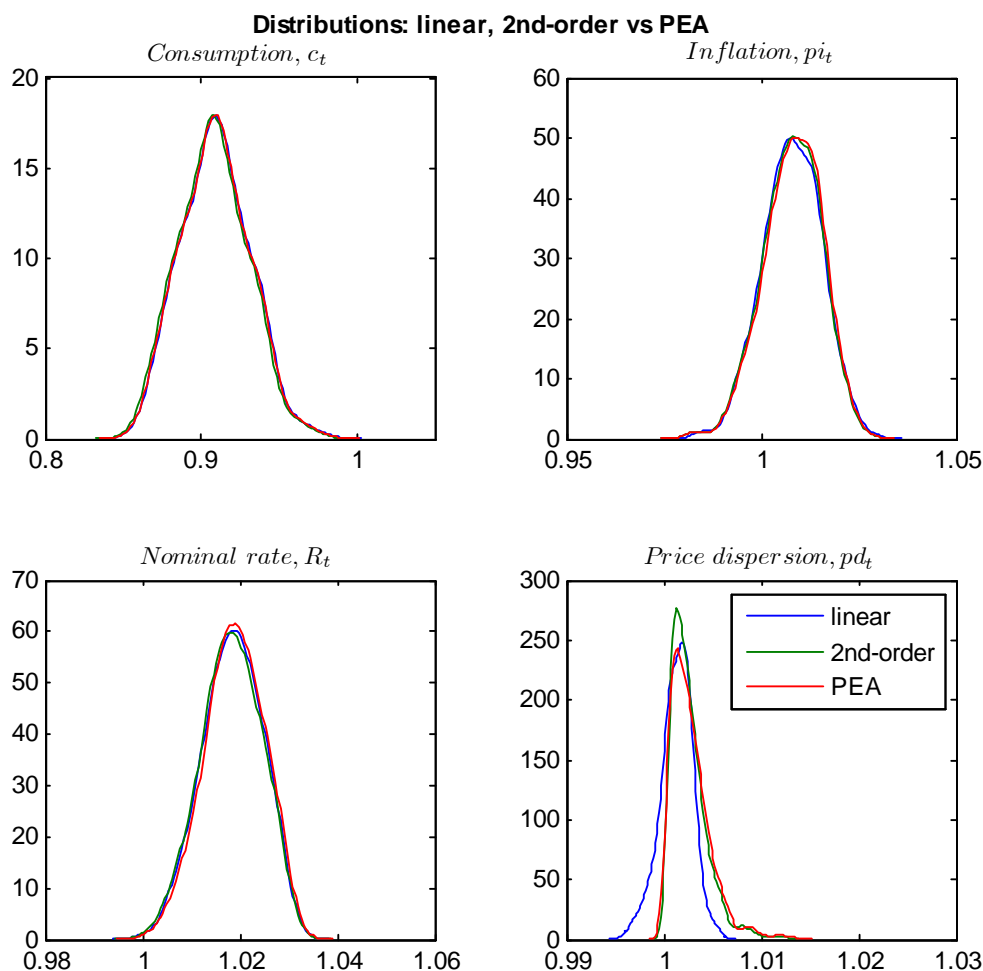 Distributions: linear, 2nd-order vs PEA
Consumption, c_t
20
15
10
5
0
0.8 0.9 1
Inflation, pi_t
60
50
40
30
20
10
0
0.95 1 1.05
Nominal rate, R_t
70
60
50
40
30
20
10
0
0.98 1 1.02 1.04 1.06
Price dispersion, pd_t
300
250
200
150
100
50
0
0.99 1 1.01 1.02 1.03
linear
2nd-order
PEA